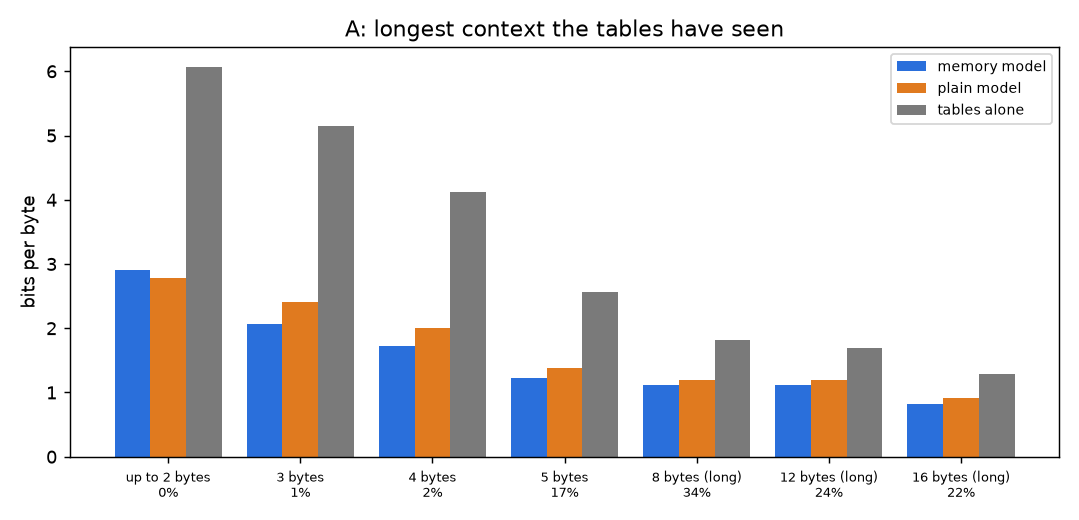 A: longest context the tables have seen
memory model
plain model
tables alone
bits per byte
6
5
4
3
2
1
0
up to 2 bytes
0%
3 bytes
1%
4 bytes
2%
5 bytes
17%
8 bytes (long)
34%
12 bytes (long)
24%
16 bytes (long)
22%